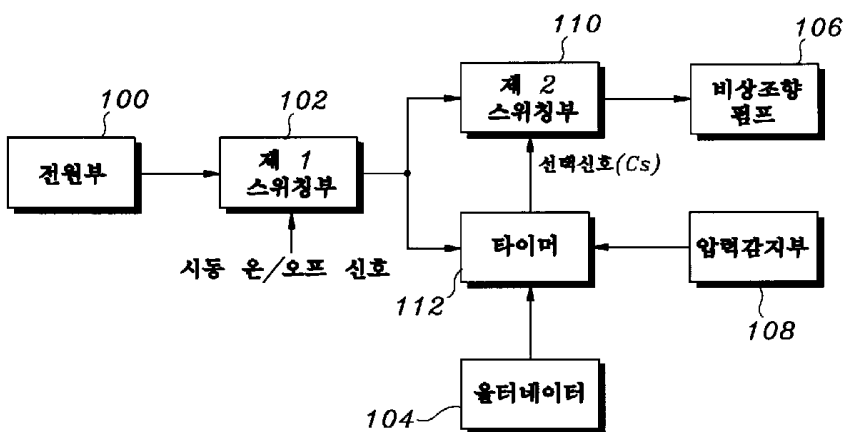 110
106
제 2
스위칭부
비상조향
펌프
100
102
전원부
제 1
스위칭부
선택신호(Cs)
시동 온/오프 신호
타이머
압력감지부
112
108
올터네이터
104